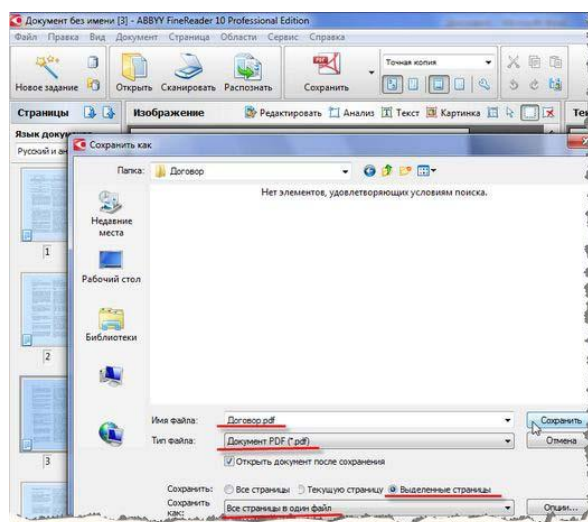 Документ без имени [3] - ABBYY FineReader 10 Professional Edition
Файл Правка Вид Документ Страница Области Сервис Справка
Точная копия
Новое задание Открыть Сканировать Распознать Сохранить
Страницы Изображение Редактировать Анализ Текст Картинка
Язык
Русский и
Сохранить как
Папка: Договор
Нет элементов, удовлетворяющих условиям поиска.
Недавние места
1
Рабочий стол
Библиотеки
2
Имя файла: Договор.pdf Сохранить
Тип файла: Документ PDF (*.pdf) Отмена
3
Открыть документ после сохранения
Сохранить: Все страницы Текущую страницу Выделенные страницы
Сохранить как: Все страницы в один файл Опции...